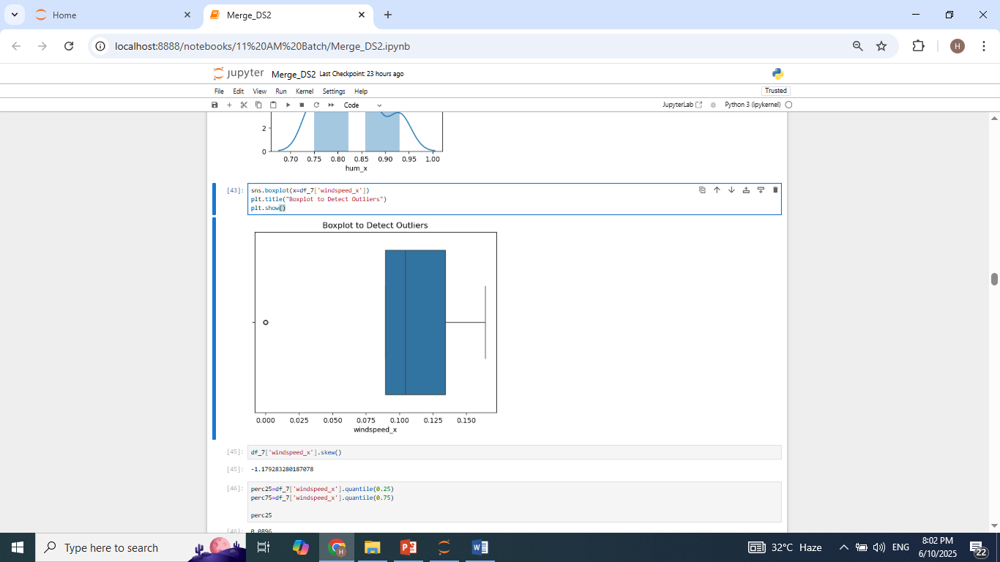 Home
Merge_DS2
localhost:8888/notebooks/11%20AM%20Batch/Merge_DS2.ipynb
H
jupyter Merge_DS2 Last Checkpoint: 23 hours ago
File Edit View Run Kernel Settings Help
Trusted
Code
JupyterLab
Python 3 (ipykernel)
2
0
0.70 0.75 0.80 0.85 0.90 0.95 1.00
hum_x
[43]:
sns.boxplot(x=df_7['windspeed_x'])
plt.title("Boxplot to Detect Outliers")
plt.show()
Boxplot to Detect Outliers
0.000 0.025 0.050 0.075 0.100 0.125 0.150
windspeed_x
[45]: df_7['windspeed_x'].skew()
[45]: -1.179283280187078
[46]: perc25=df_7['windspeed_x'].quantile(0.25)
perc75=df_7['windspeed_x'].quantile(0.75)
perc25
[46]: 0.0896
Type here to search
32°C Haze
ENG
8:02 PM
6/10/2025
22